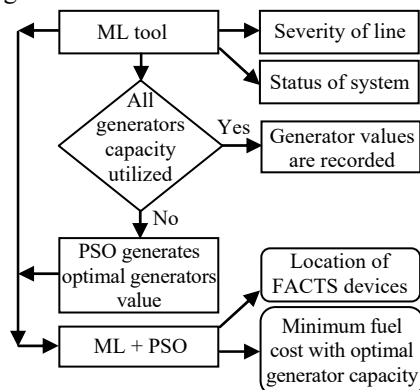 ML tool
Severity of line
Status of system
All
generators
capacity
utilized
Yes
Generator values
are recorded
No
PSO generates
optimal generators
value
Location of
FACTS devices
ML + PSO
Minimum fuel
cost with optimal
generator capacity